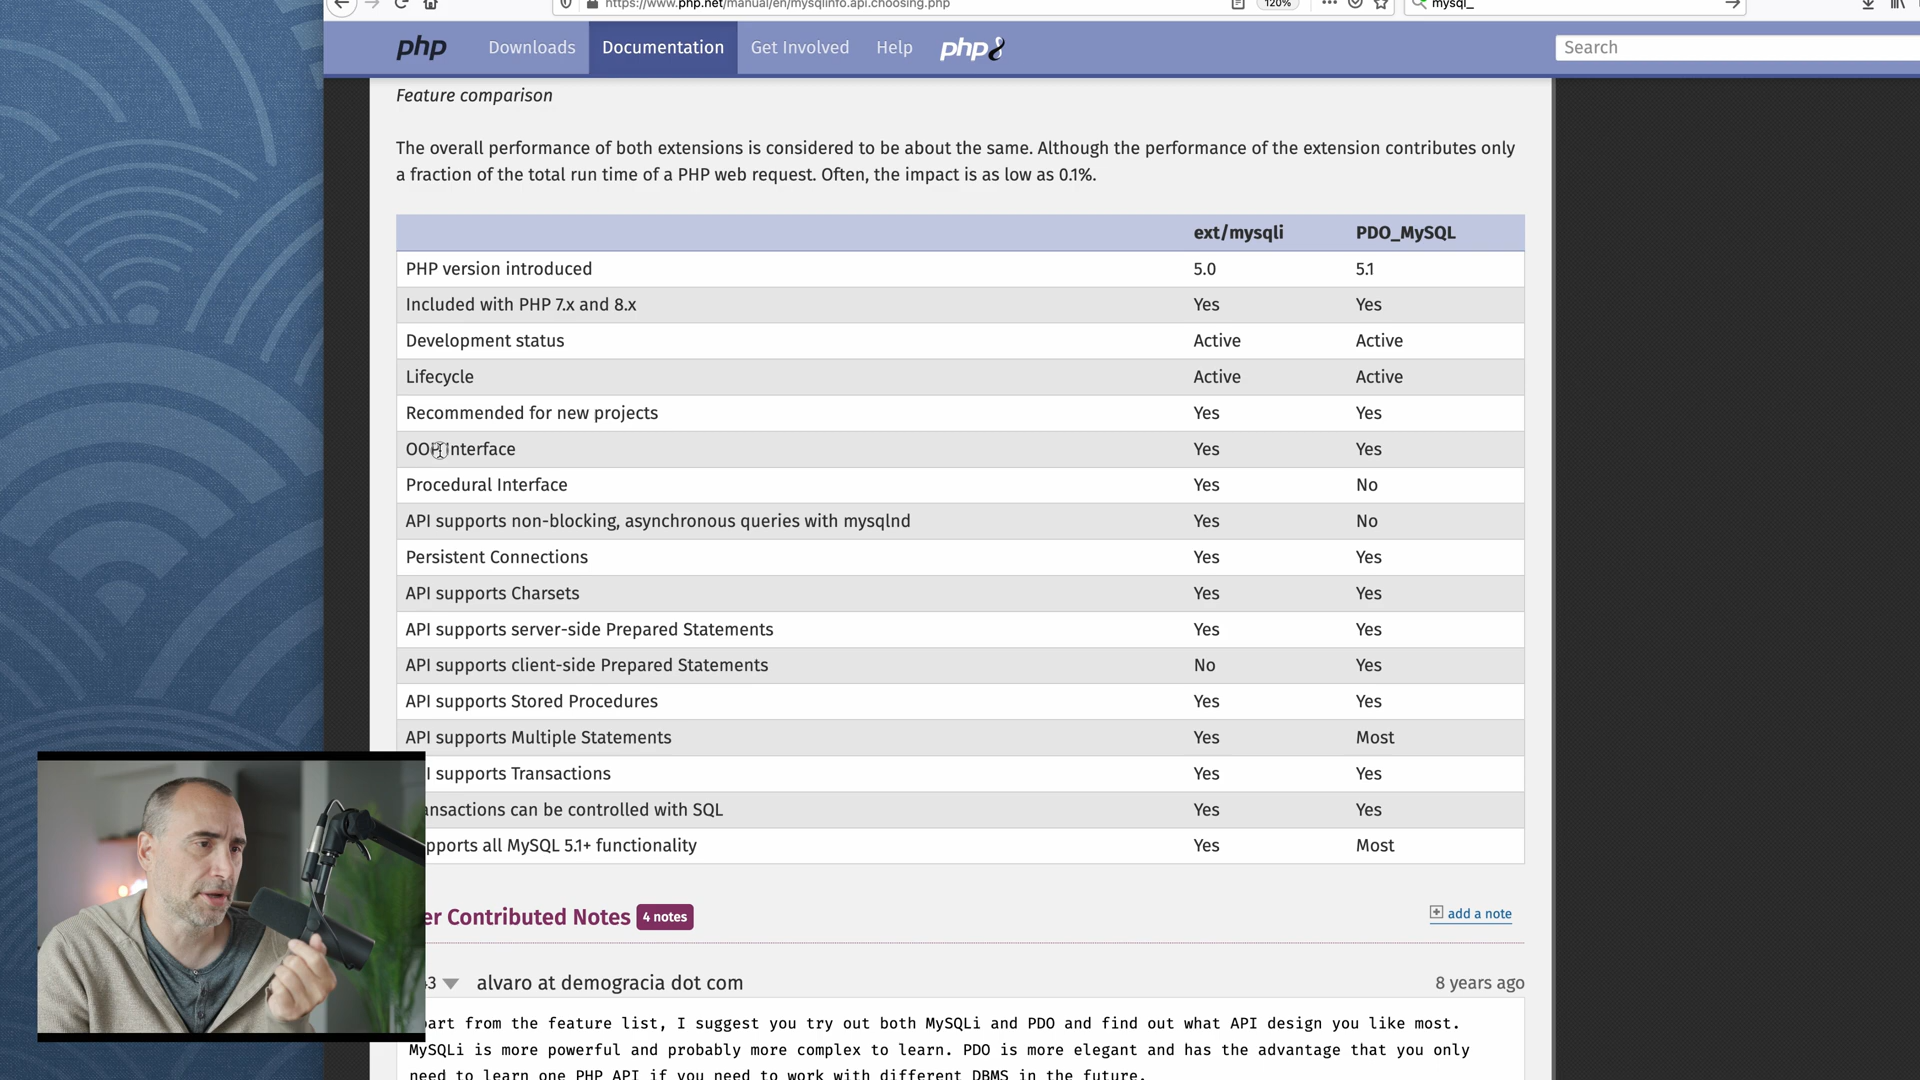 https://www.php.net/manual/en/mysqlinfo.api.choosing.php
120%
mysql_
php
Downloads
Documentation
Get Involved
Help
php8
Search
Feature comparison
The overall performance of both extensions is considered to be about the same. Although the performance of the extension contributes only
a fraction of the total run time of a PHP web request. Often, the impact is as low as 0.1%.
ext/mysqli PDO_MySQL
PHP version introduced 5.0 5.1
Included with PHP 7.x and 8.x Yes Yes
Development status Active Active
Lifecycle Active Active
Recommended for new projects Yes Yes
OOP Interface Yes Yes
Procedural Interface Yes No
API supports non-blocking, asynchronous queries with mysqlnd Yes No
Persistent Connections Yes Yes
API supports Charsets Yes Yes
API supports server-side Prepared Statements Yes Yes
API supports client-side Prepared Statements No Yes
API supports Stored Procedures Yes Yes
API supports Multiple Statements Yes Most
I supports Transactions Yes Yes
ansactions can be controlled with SQL Yes Yes
pports all MySQL 5.1+ functionality Yes Most
er Contributed Notes 4 notes
add a note
3 alvaro at demogracia dot com 8 years ago
part from the feature list, I suggest you try out both MySQLi and PDO and find out what API design you like most.
MySQLi is more powerful and probably more complex to learn. PDO is more elegant and has the advantage that you only
need to learn one PHP API if you need to work with different DBMS in the future.